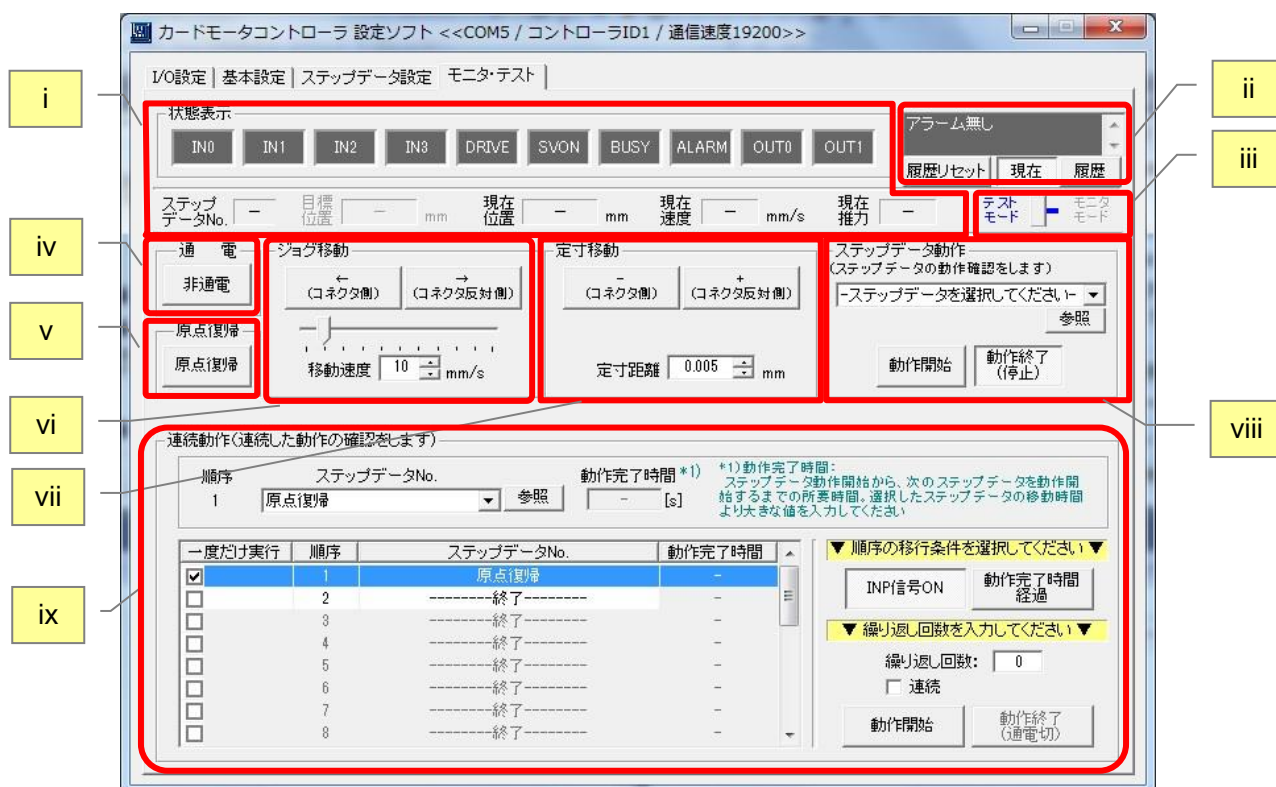 カードモータコントローラ 設定ソフト <<COM5 / コントローラID1 / 通信速度19200>>
I/O設定 基本設定 ステップデータ設定 モニタ・テスト
i
ii
iii
iv
v
vi
vii
viii
ix
状態表示
IN0 IN1 IN2 IN3 DRIVE SVON BUSY ALARM OUT0 OUT1
アラーム無し
履歴リセット 現在 履歴
ステップ
データNo. -
目標
位置 - mm
現在
位置 - mm
現在
速度 - mm/s
現在
推力 -
テスト
モード
モニタ
モード
通 電
非通電
原点復帰
原点復帰
ジョグ移動
←
(コネクタ側)
→
(コネクタ反対側)
移動速度 10 mm/s
定寸移動
-
(コネクタ側)
+
(コネクタ反対側)
定寸距離 0.005 mm
ステップデータ動作
(ステップデータの動作確認をします)
-ステップデータを選択してください-
参照
動作開始
動作終了
(停止)
連続動作(連続した動作の確認をします)
順序 ステップデータNo. 動作完了時間*1)
1 原点復帰 参照 - [s]
*1)動作完了時間:
ステップデータ動作開始から、次のステップデータを動作開
始するまでの所要時間。選択したステップデータの移動時間
より大きな値を入力してください
一度だけ実行 順序 ステップデータNo. 動作完了時間
1 原点復帰 -
2 --------終了-------- -
3 --------終了-------- -
4 --------終了-------- -
5 --------終了-------- -
6 --------終了-------- -
7 --------終了-------- -
8 --------終了-------- -
▼ 順序の移行条件を選択してください ▼
INP信号ON
動作完了時間
経過
▼ 繰り返し回数を入力してください ▼
繰り返し回数: 0
連続
動作開始
動作終了
(通電切)